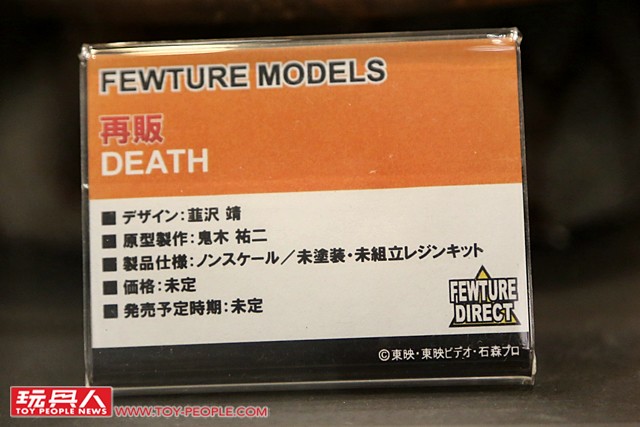 FEWTURE MODELS
再販
DEATH
■ デザイン：韮沢 靖
■ 原型製作：鬼木 祐二
■ 製品仕様：ノンスケール／未塗装・未組立レジンキット
■ 価格：未定
■ 発売予定時期：未定
FEWTURE
DIRECT
©東映・東映ビデオ・石森プロ
玩具人
TOY PEOPLE NEWS
WWW.TOY-PEOPLE.COM